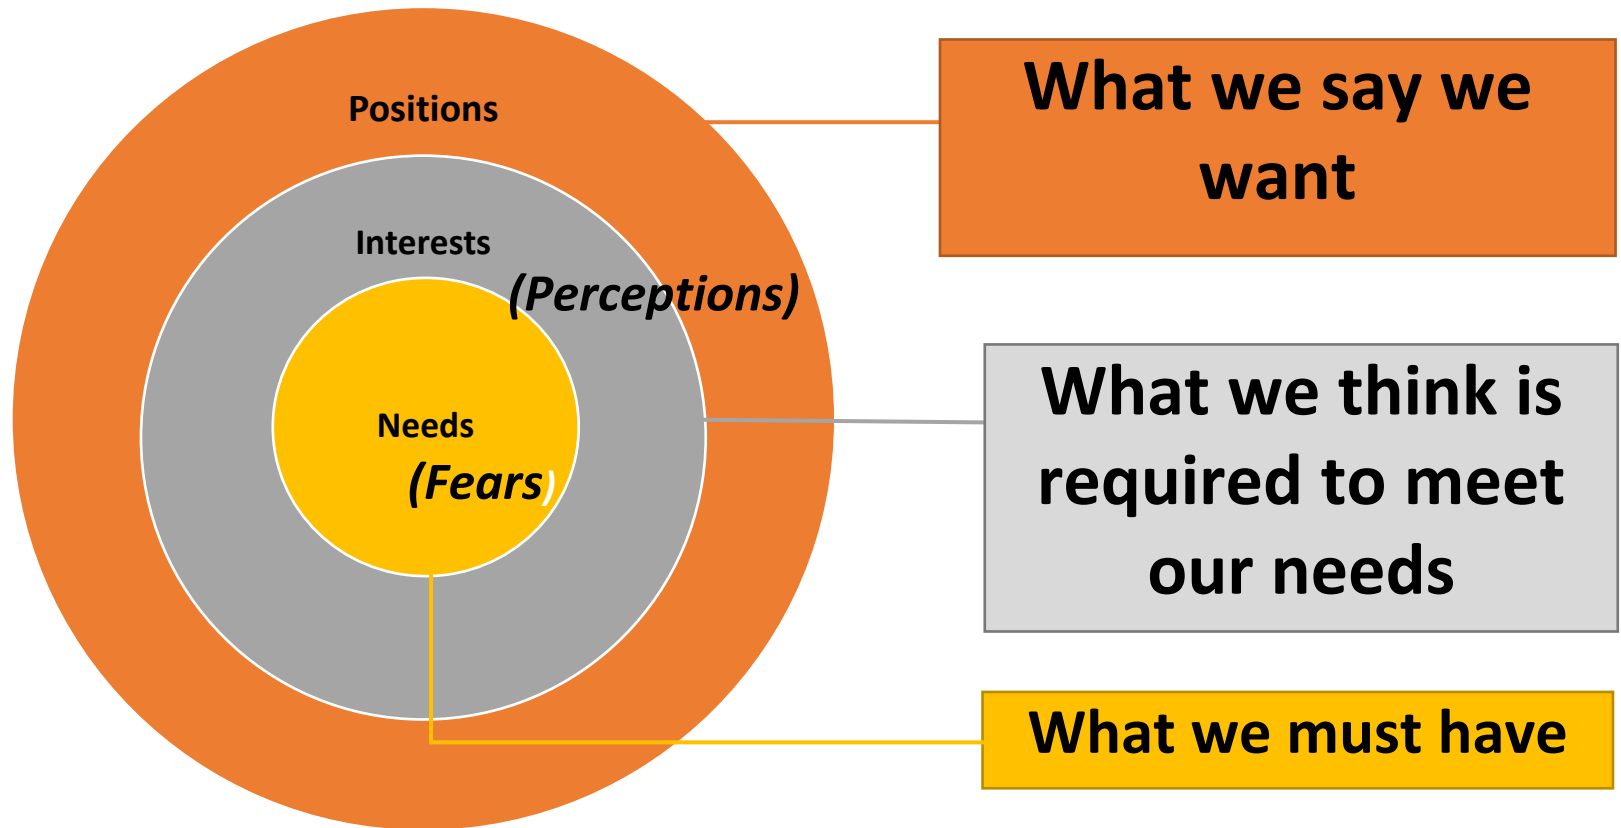 Positions
Interests
(Perceptions)
Needs
(Fears)
What we say we
want
What we think is
required to meet
our needs
What we must have